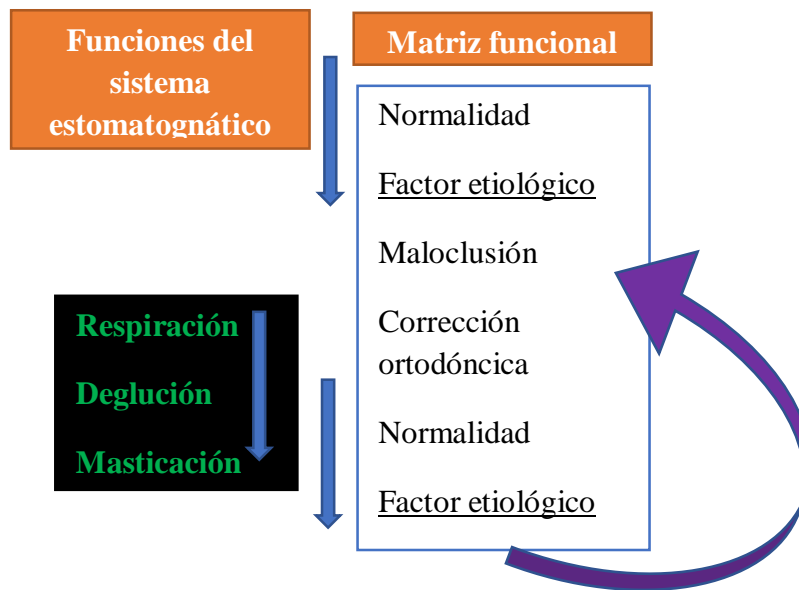 Funciones del
sistema
estomatognático
Matriz funcional
Normalidad
Factor etiológico
Maloclusión
Corrección
ortodóncica
Normalidad
Factor etiológico
Respiración
Deglución
Masticación